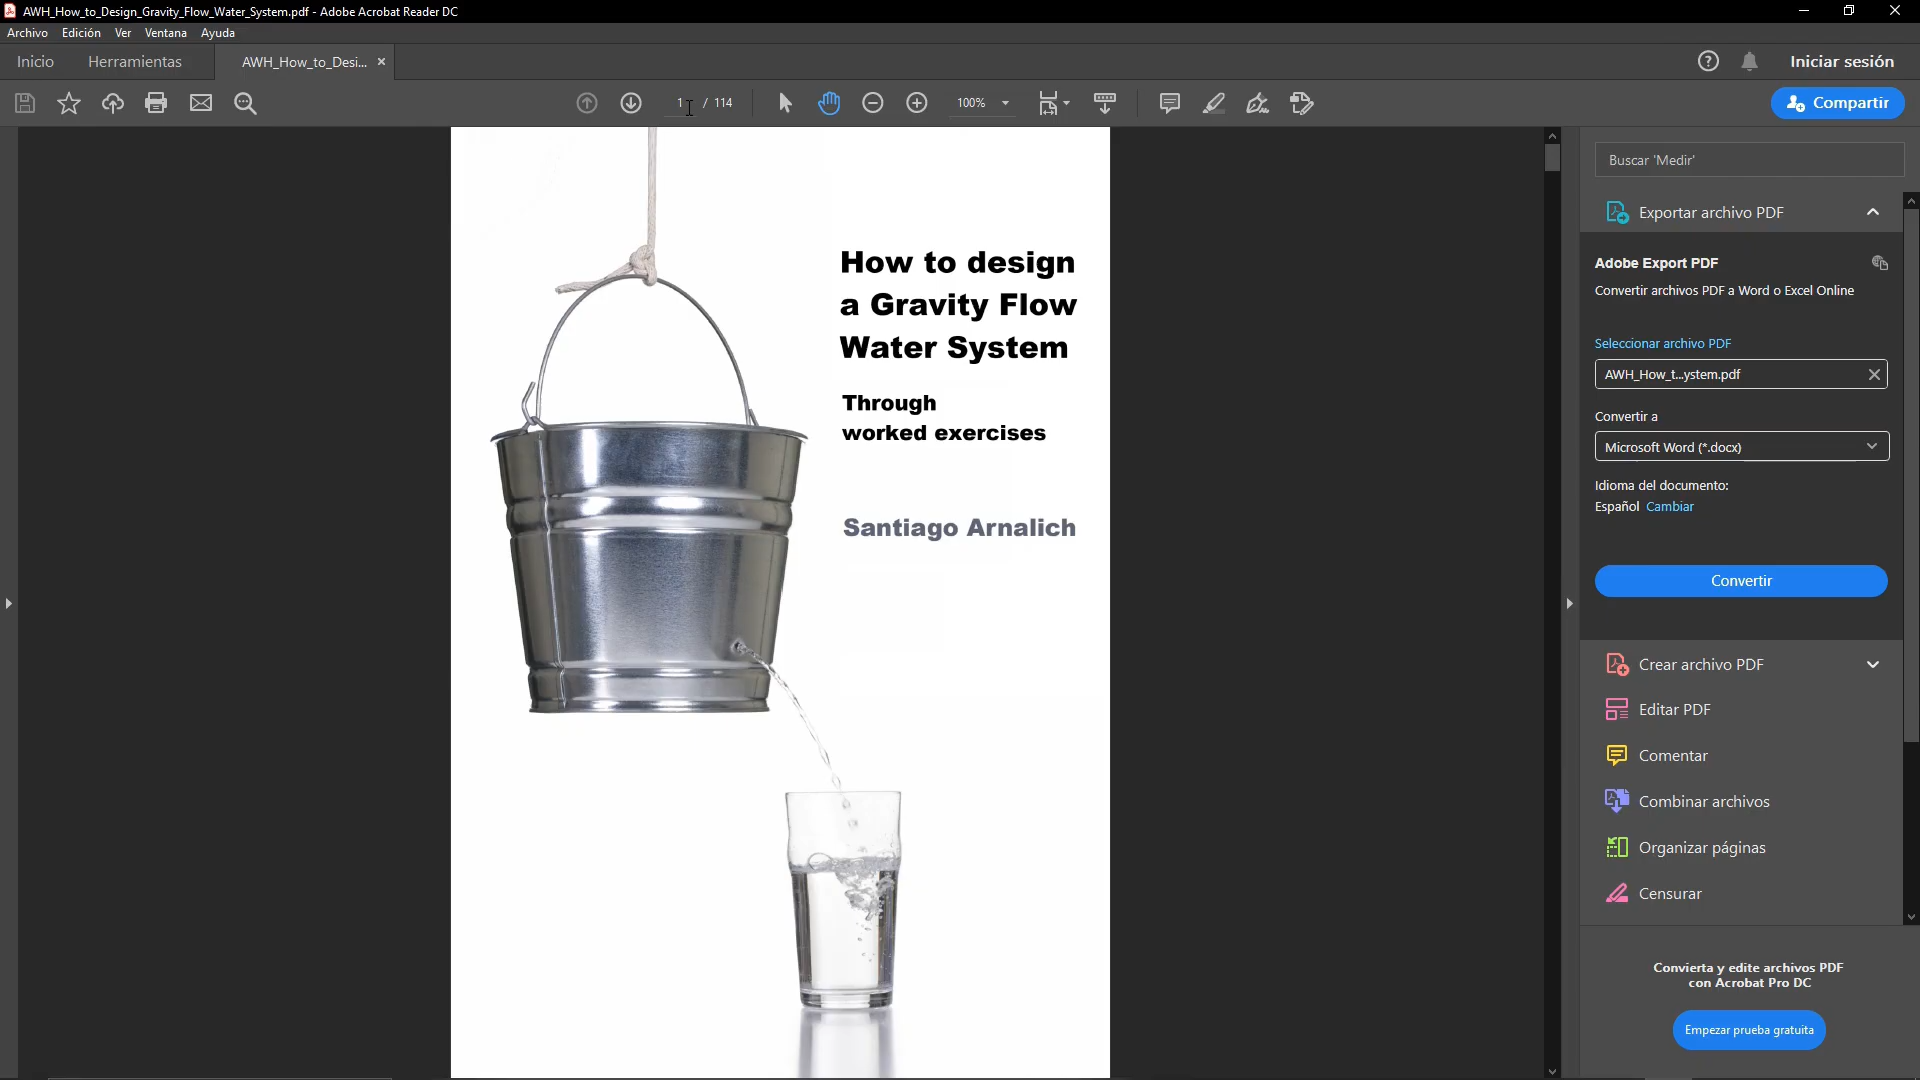 AWH_How_to_Design_Gravity_Flow_Water_System.pdf - Adobe Acrobat Reader DC
Archivo Edición Ver Ventana Ayuda
Inicio Herramientas AWH_How_to_Desi... × Iniciar sesión
1 / 114 100% Compartir
How to design
a Gravity Flow
Water System
Through
worked exercises
Santiago Arnalich
Buscar 'Medir'
Exportar archivo PDF
Adobe Export PDF
Convertir archivos PDF a Word o Excel Online
Seleccionar archivo PDF
AWH_How_t...ystem.pdf
Convertir a
Microsoft Word (*.docx)
Idioma del documento:
Español Cambiar
Convertir
Crear archivo PDF
Editar PDF
Comentar
Combinar archivos
Organizar páginas
Censurar
Convierta y edite archivos PDF
con Acrobat Pro DC
Empezar prueba gratuita